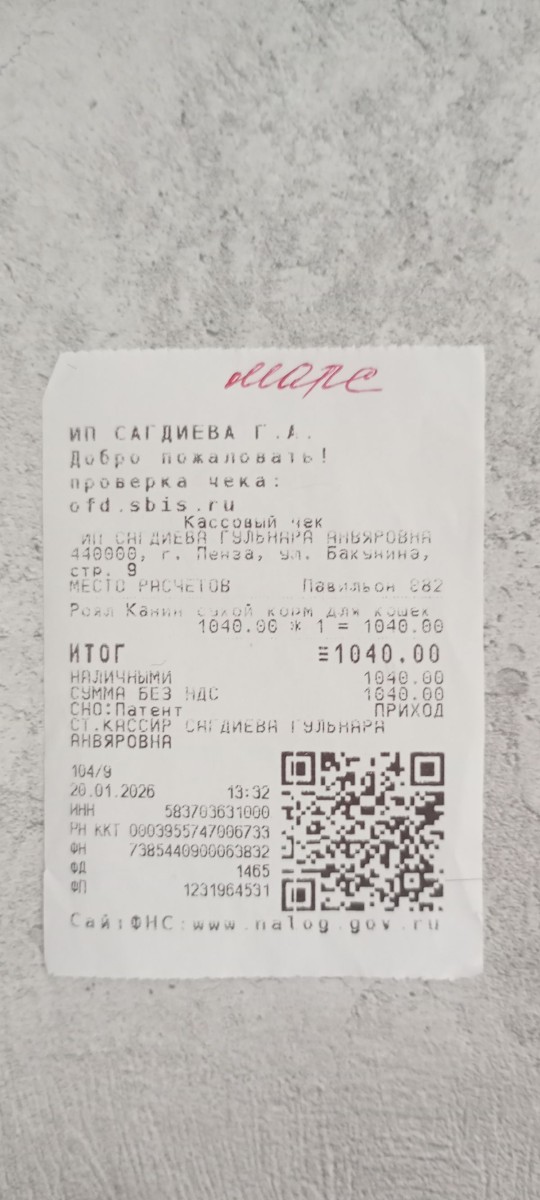 марс
ИП САГДИЕВА Г.А.
Добро пожаловать!
проверка чека:
ofd.sbis.ru
Кассовый чек
ИП САГДИЕВА ГУЛЬНАРА АНВЯРОВНА
440000, г. Пенза, ул. Бакунина,
стр. 9
МЕСТО РАСЧЕТОВ Павильон 082
Роял Канин сухой корм для кошек
1040.00 * 1 = 1040.00
ИТОГ ≡1040.00
НАЛИЧНЫМИ 1040.00
СУММА БЕЗ НДС 1040.00
СНО:Патент ПРИХОД
СТ.КАССИР САГДИЕВА ГУЛЬНАРА
АНВЯРОВНА
104/9
20.01.2026 13:32
ИНН 583703631000
РН ККТ 0003955747006733
ФН 7385440900063832
ФД 1465
ФП 1231964531
Сайт ФНС:www.nalog.gov.ru